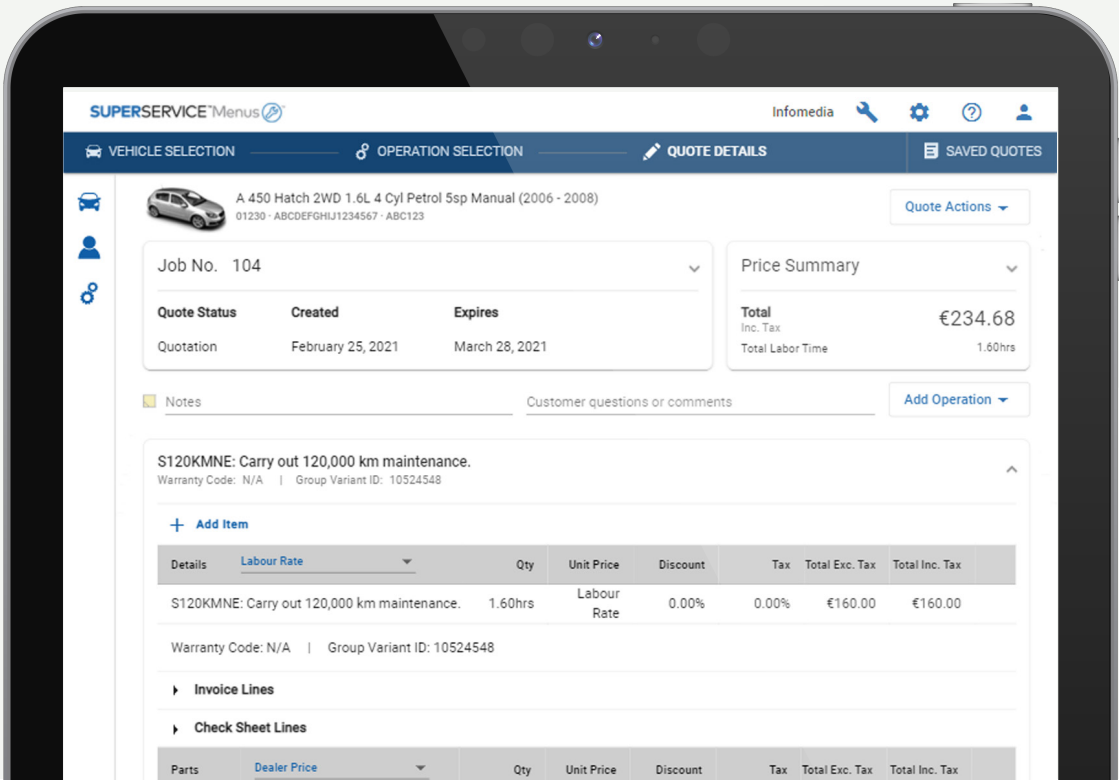 SUPERSERVICE™Menus
Infomedia
VEHICLE SELECTION
OPERATION SELECTION
QUOTE DETAILS
SAVED QUOTES
A 450 Hatch 2WD 1.6L 4 Cyl Petrol 5sp Manual (2006 - 2008)
01230 · ABCDEFGHIJ1234567 · ABC123
Quote Actions
Job No. 104
Quote Status Created Expires
Quotation February 25, 2021 March 28, 2021
Price Summary
Total €234.68
Inc. Tax
Total Labor Time 1.60hrs
Notes
Customer questions or comments
Add Operation
S120KMNE: Carry out 120,000 km maintenance.
Warranty Code: N/A | Group Variant ID: 10524548
+ Add Item
Details Labour Rate Qty Unit Price Discount Tax Total Exc. Tax Total Inc. Tax
S120KMNE: Carry out 120,000 km maintenance. 1.60hrs Labour Rate 0.00% 0.00% €160.00 €160.00
Warranty Code: N/A | Group Variant ID: 10524548
Invoice Lines
Check Sheet Lines
Parts Dealer Price Qty Unit Price Discount Tax Total Exc. Tax Total Inc. Tax